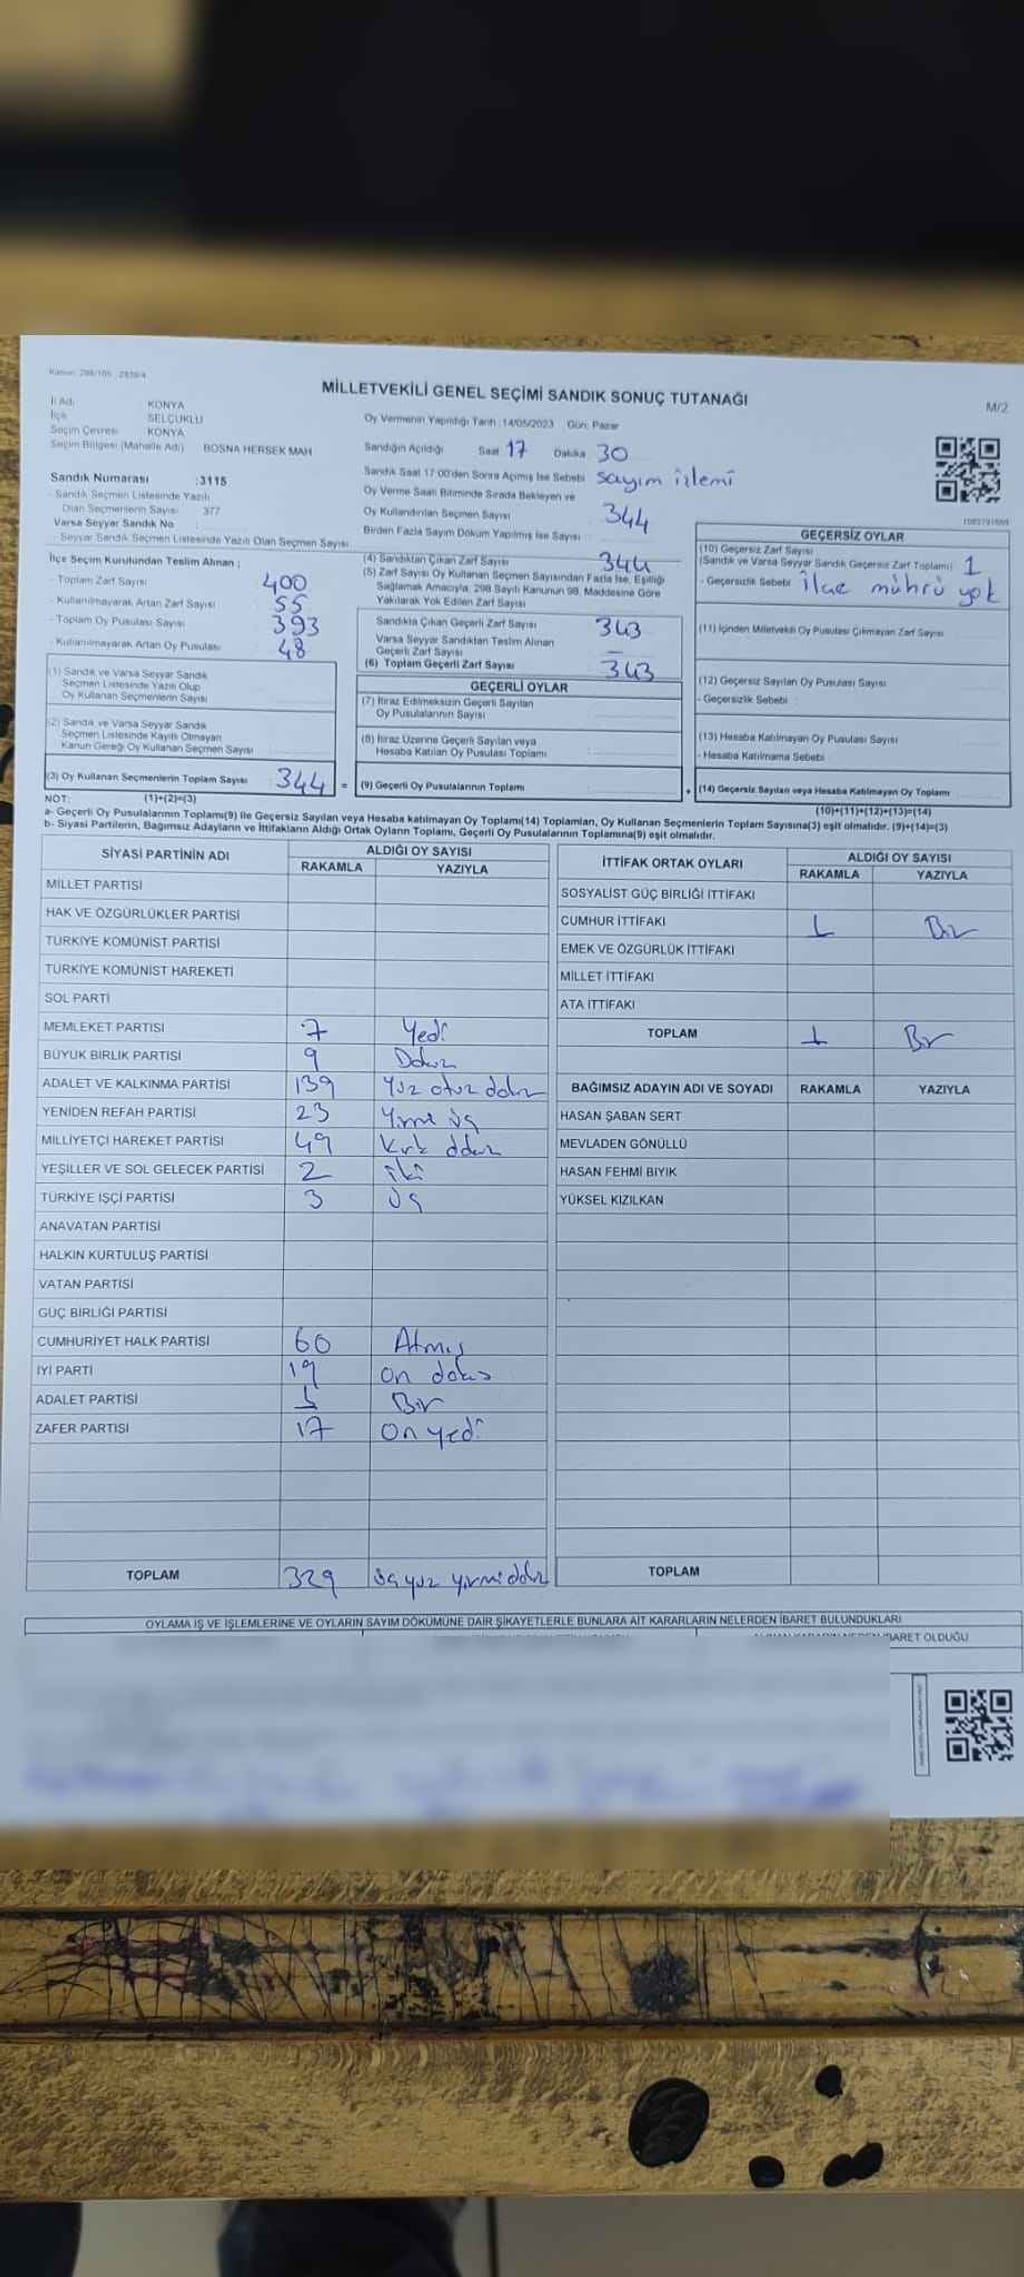 Kanun: 298/105, 2839/4
MİLLETVEKİLİ GENEL SEÇİMİ SANDIK SONUÇ TUTANAĞI
M/2
İl Adı KONYA
İlçe SELÇUKLU
Seçim Çevresi KONYA
Seçim Bölgesi (Mahalle Adı) BOSNA HERSEK MAH
Sandık Numarası :3115
- Sandık Seçmen Listesinde Yazılı
Olan Seçmenlerin Sayısı 377
Varsa Seyyar Sandık No :
- Seyyar Sandık Seçmen Listesinde Yazılı Olan Seçmen Sayısı
İlçe Seçim Kurulundan Teslim Alınan ;
- Toplam Zarf Sayısı 400
- Kullanılmayarak Artan Zarf Sayısı 55
- Toplam Oy Pusulası Sayısı 393
- Kullanılmayarak Artan Oy Pusulası 48
(1) Sandık ve Varsa Seyyar Sandık
Seçmen Listesinde Yazılı Olup
Oy Kullanan Seçmenlerin Sayısı
(2) Sandık ve Varsa Seyyar Sandık
Seçmen Listesinde Kayıtlı Olmayan
Kanun Gereği Oy Kullanan Seçmen Sayısı
(3) Oy Kullanan Seçmenlerin Toplam Sayısı : 344 =
Oy Vermenin Yapıldığı Tarih :14/05/2023 Gün: Pazar
Sandığın Açıldığı Saat 17 Dakika 30
Sandık Saat 17:00'den Sonra Açılmış İse Sebebi sayım izlemi
Oy Verme Saati Bitiminde Sırada Bekleyen ve
Oy Kullandırılan Seçmen Sayısı 344
Birden Fazla Sayım Döküm Yapılmış İse Sayısı :
(4) Sandıktan Çıkan Zarf Sayısı 344
(5) Zarf Sayısı Oy Kullanan Seçmen Sayısından Fazla İse, Eşitliği
Sağlamak Amacıyla, 298 Sayılı Kanunun 98. Maddesine Göre
Yakılarak Yok Edilen Zarf Sayısı
Sandıkta Çıkan Geçerli Zarf Sayısı 343
Varsa Seyyar Sandıktan Teslim Alınan
Geçerli Zarf Sayısı –
(6) Toplam Geçerli Zarf Sayısı 343
GEÇERLİ OYLAR
(7) İtiraz Edilmeksizin Geçerli Sayılan
Oy Pusulalarının Sayısı
(8) İtiraz Üzerine Geçerli Sayılan veya
Hesaba Katılan Oy Pusulası Toplamı :
(9) Geçerli Oy Pusulalarının Toplamı : +
GEÇERSİZ OYLAR
(10) Geçersiz Zarf Sayısı
(Sandık ve Varsa Seyyar Sandık Geçersiz Zarf Toplamı) 1
- Geçersizlik Sebebi : ilçe mührü yok
(11) İçinden Milletvekili Oy Pusulası Çıkmayan Zarf Sayısı
(12) Geçersiz Sayılan Oy Pusulası Sayısı
- Geçersizlik Sebebi :
(13) Hesaba Katılmayan Oy Pusulası Sayısı
- Hesaba Katılmama Sebebi
(14) Geçersiz Sayılan veya Hesaba Katılmayan Oy Toplamı
NOT: (1)+(2)=(3)
(10)+(11)+(12)+(13)=(14)
a- Geçerli Oy Pusulalarının Toplamı(9) ile Geçersiz Sayılan veya Hesaba katılmayan Oy Toplamı(14) Toplamları, Oy Kullanan Seçmenlerin Toplam Sayısına(3) eşit olmalıdır. (9)+(14)=(3)
b- Siyasi Partilerin, Bağımsız Adayların ve İttifakların Aldığı Ortak Oyların Toplamı, Geçerli Oy Pusulalarının Toplamına(9) eşit olmalıdır.
SİYASİ PARTİNİN ADI ALDIĞI OY SAYISI
RAKAMLA YAZIYLA
MİLLET PARTİSİ
HAK VE ÖZGÜRLÜKLER PARTİSİ
TÜRKİYE KOMÜNİST PARTİSİ
TÜRKİYE KOMÜNİST HAREKETİ
SOL PARTİ
MEMLEKET PARTİSİ 7 Yedi
BÜYÜK BİRLİK PARTİSİ 9 Dokuz
ADALET VE KALKINMA PARTİSİ 139 Yüz otuz dokuz
YENİDEN REFAH PARTİSİ 23 Yirmi üç
MİLLİYETÇİ HAREKET PARTİSİ 49 Kırk dokuz
YEŞİLLER VE SOL GELECEK PARTİSİ 2 iki
TÜRKİYE İŞÇİ PARTİSİ 3 üç
ANAVATAN PARTİSİ
HALKIN KURTULUŞ PARTİSİ
VATAN PARTİSİ
GÜÇ BİRLİĞİ PARTİSİ
CUMHURİYET HALK PARTİSİ 60 Atmış
İYİ PARTİ 19 on dokuz
ADALET PARTİSİ 1 Bir
ZAFER PARTİSİ 17 On yedi
TOPLAM 329 üç yüz yirmi dokuz
İTTİFAK ORTAK OYLARI ALDIĞI OY SAYISI
RAKAMLA YAZIYLA
SOSYALİST GÜÇ BİRLİĞİ İTTİFAKI
CUMHUR İTTİFAKI 1 Bir
EMEK VE ÖZGÜRLÜK İTTİFAKI
MİLLET İTTİFAKI
ATA İTTİFAKI
TOPLAM 1 Bir
BAĞIMSIZ ADAYIN ADI VE SOYADI RAKAMLA YAZIYLA
HASAN ŞABAN SERT
MEVLADEN GÖNÜLLÜ
HASAN FEHMİ BIYIK
YÜKSEL KIZILKAN
TOPLAM
OYLAMA İŞ VE İŞLEMLERİNE VE OYLARIN SAYIM DÖKÜMÜNE DAİR ŞİKAYETLERLE BUNLARA AİT KARARLARIN NELERDEN İBARET BULUNDUKLARI
OLDUĞU